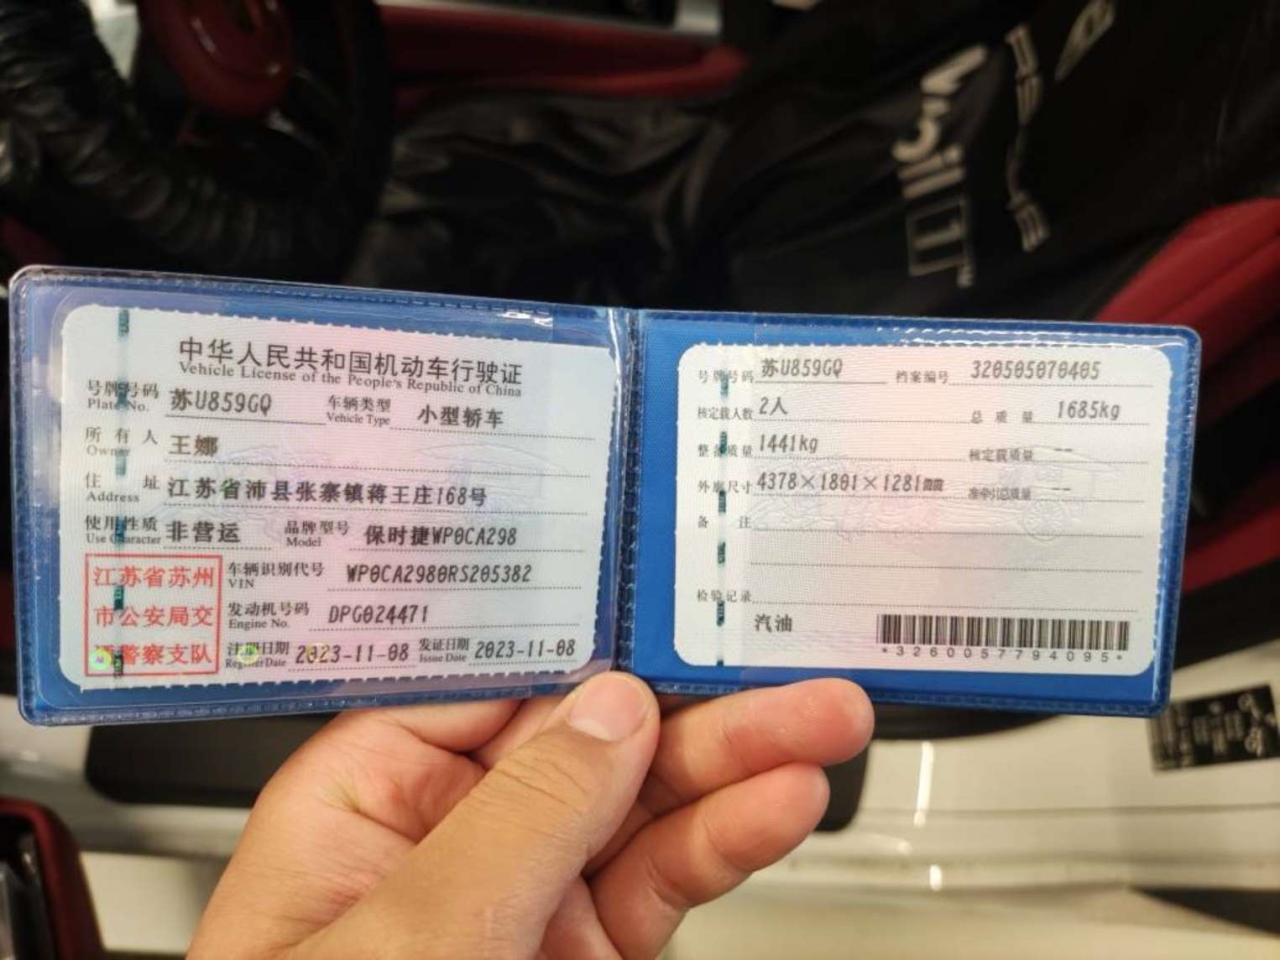 中华人民共和国机动车行驶证
Vehicle License of the People's Republic of China
号牌号码 Plate No. 苏U859GQ 车辆类型 Vehicle Type 小型轿车
所有人 Owner 王娜
住址 Address 江苏省沛县张寨镇蒋王庄168号
使用性质 Use Character 非营运 品牌型号 Model 保时捷WP0CA298
车辆识别代号 VIN WP0CA2980RS205382
发动机号码 Engine No. DPG024471
注册日期 Register Date 2023-11-08 发证日期 Issue Date 2023-11-08
江苏省苏州
市公安局交
通警察支队
号牌号码 苏U859GQ 档案编号 320505070405
核定载人数 2人 总质量 1685kg
整备质量 1441kg 核定载质量 --
外廓尺寸 4378×1801×1281mm 准牵引总质量 --
备注
检验记录
汽油
*3260057794095*